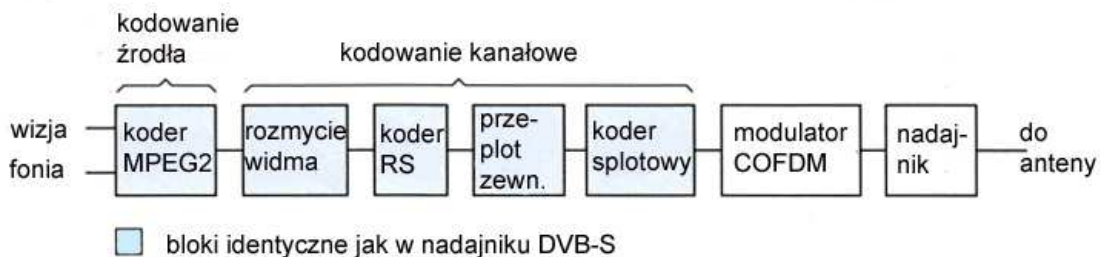 kodowanie
źrodła
kodowanie kanałowe
wizja
fonia
koder
MPEG2
rozmycie
widma
koder
RS
prze-
plot
zewn.
koder
splotowy
modulator
COFDM
nadaj-
nik
do
anteny
bloki identyczne jak w nadajniku DVB-S